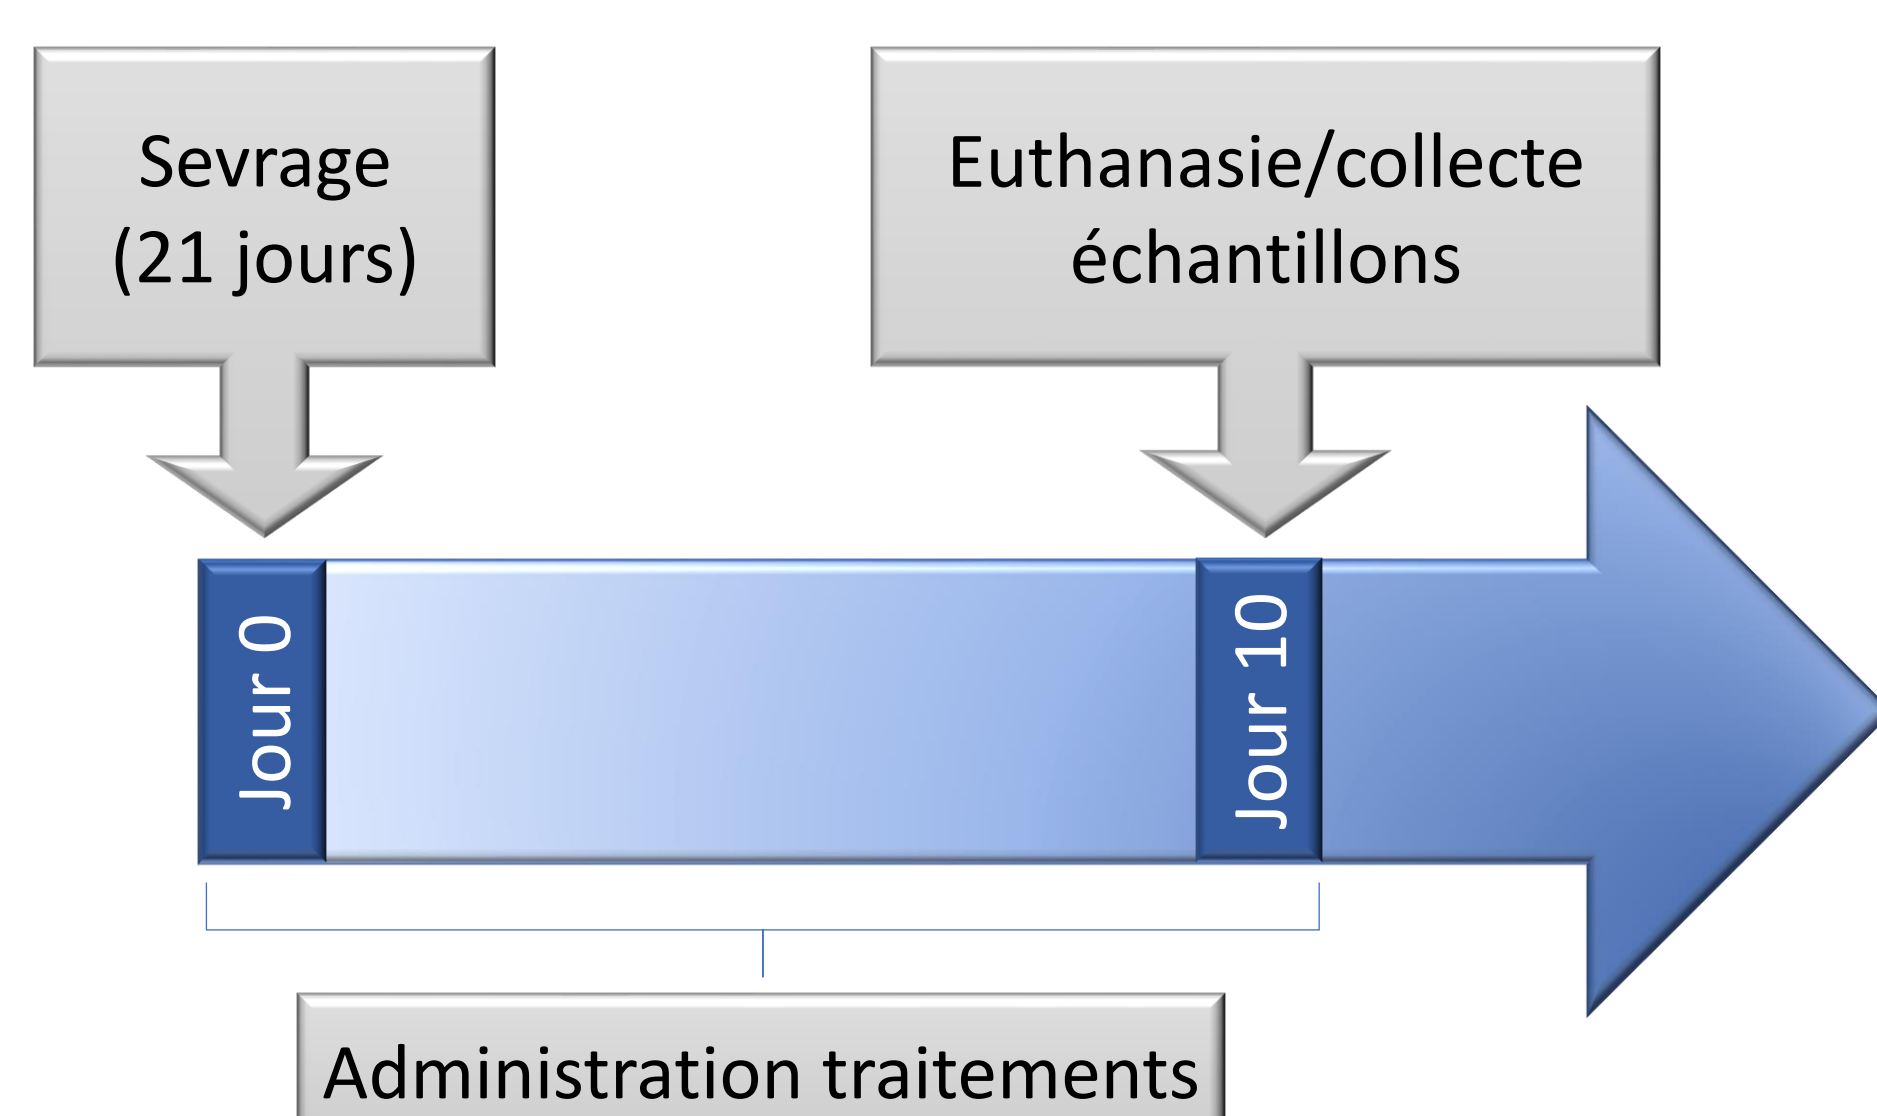 Sevrage
(21 jours)
Euthanasie/collecte
échantillons
Jour 0
Jour 10
Administration traitements